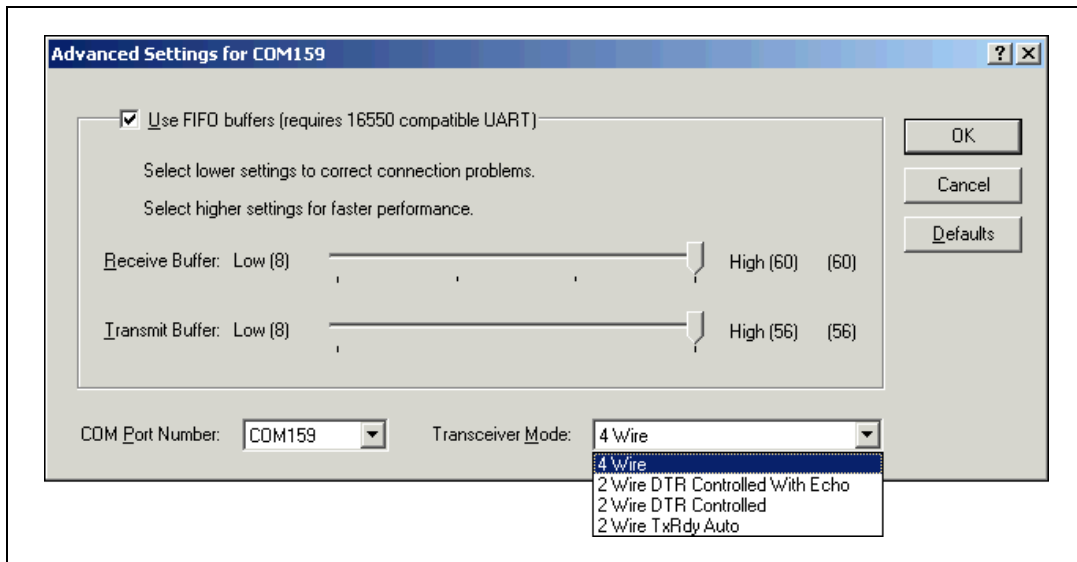 Advanced Settings for COM159
Use FIFO buffers (requires 16550 compatible UART)
OK
Select lower settings to correct connection problems.
Cancel
Select higher settings for faster performance.
Defaults
Receive Buffer: Low (8) High (60) (60)
Transmit Buffer: Low (8) High (56) (56)
COM Port Number: COM159 Transceiver Mode: 4 Wire
4 Wire
2 Wire DTR Controlled With Echo
2 Wire DTR Controlled
2 Wire TxRdy Auto